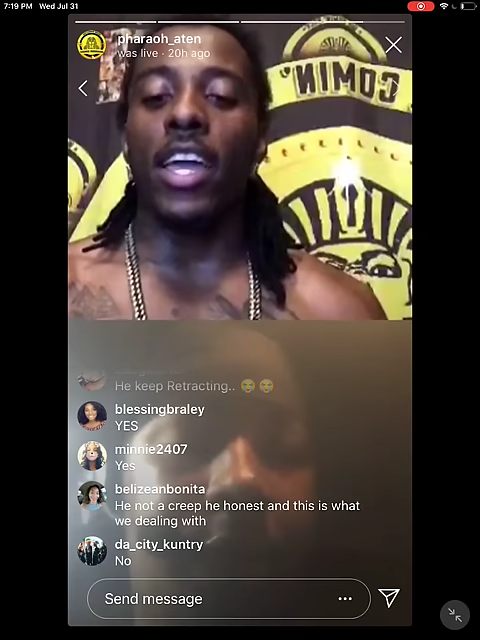 7:19 PM Wed Jul 31
pharaoh_aten
was live · 20h ago
COMIN'
He keep Retracting.. 😭😭
blessingbraley
YES
minnie2407
Yes
belizeanbonita
He not a creep he honest and this is what
we dealing with
da_city_kuntry
No
Send message